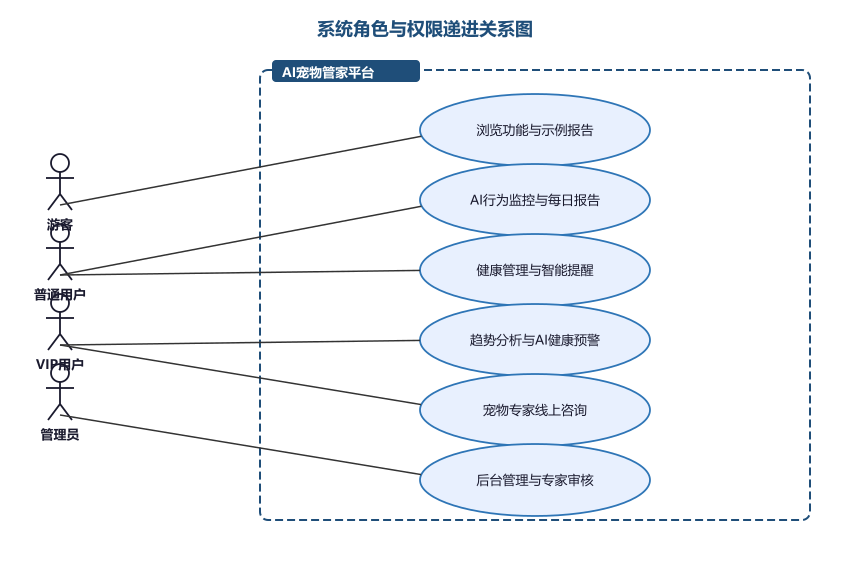 系统角色与权限递进关系图
AI宠物管家平台
浏览功能与示例报告
AI行为监控与每日报告
健康管理与智能提醒
趋势分析与AI健康预警
宠物专家线上咨询
后台管理与专家审核
游客
普通用户
VIP用户
管理员